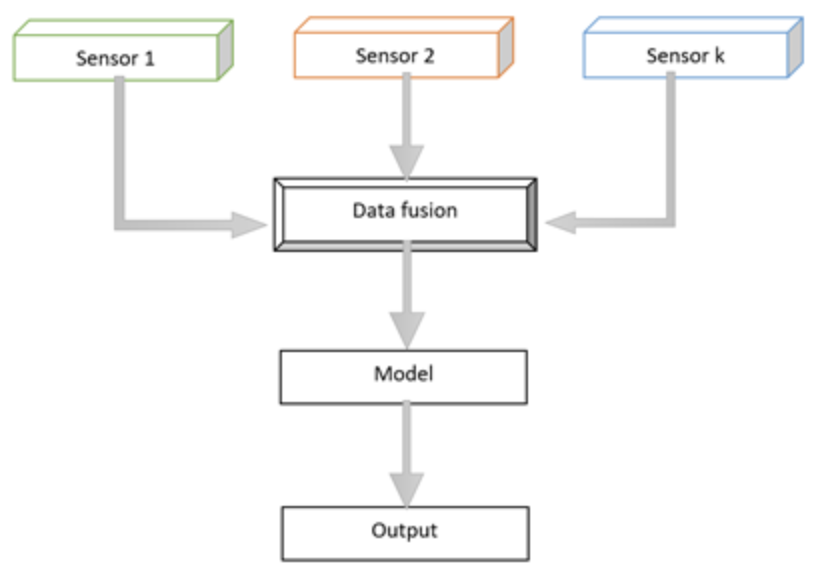 Sensor 1
Sensor 2
Sensor k
Data fusion
Model
Output